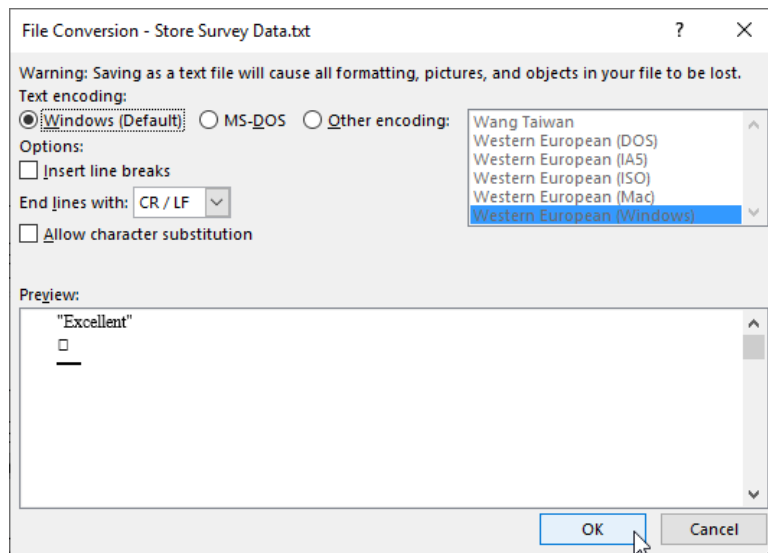 File Conversion - Store Survey Data.txt
Warning: Saving as a text file will cause all formatting, pictures, and objects in your file to be lost.
Text encoding:
Windows (Default) MS-DOS Other encoding:
Wang Taiwan
Western European (DOS)
Western European (IA5)
Western European (ISO)
Western European (Mac)
Western European (Windows)
Options:
Insert line breaks
End lines with: CR / LF
Allow character substitution
Preview:
"Excellent"
OK Cancel